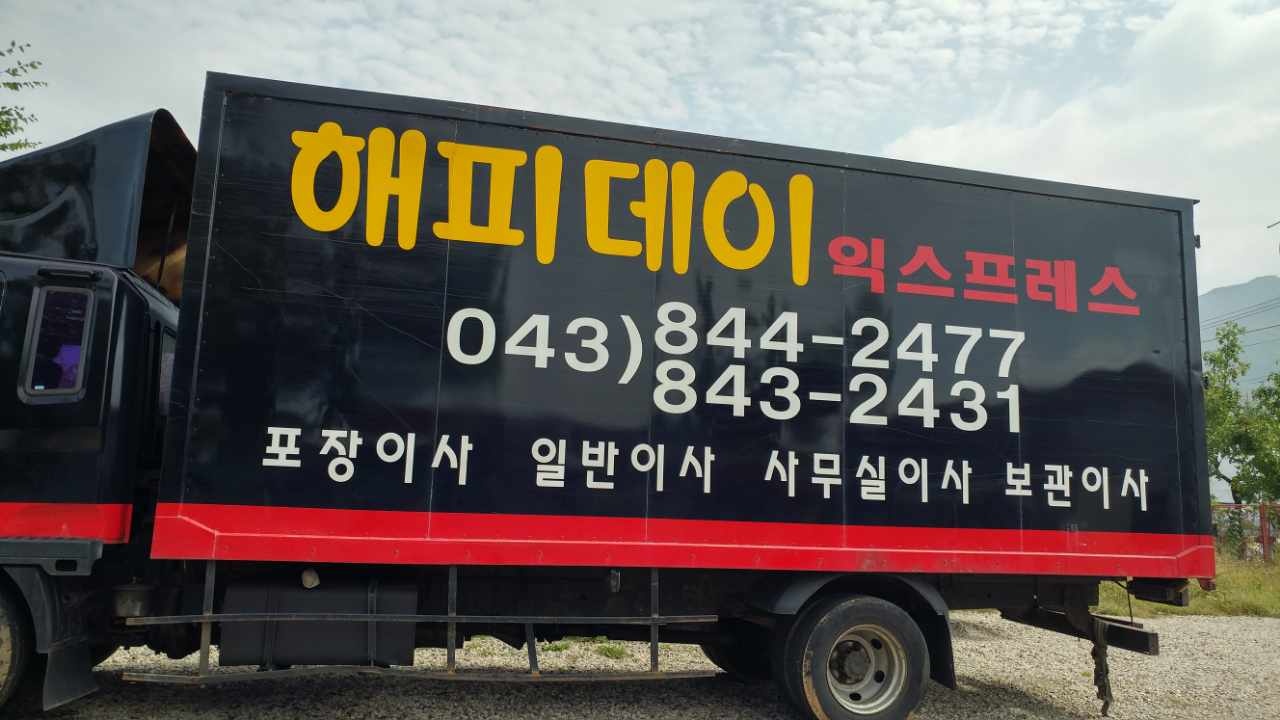 해피데이 익스프레스
043)844-2477
843-2431
포장이사 일반이사 사무실이사 보관이사